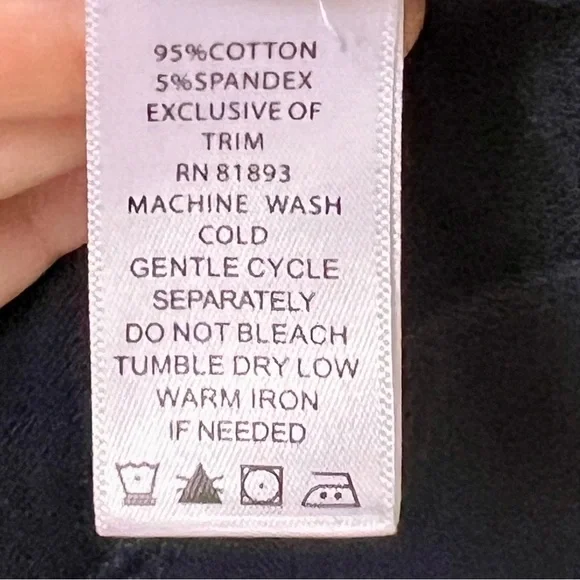 95%COTTON
5%SPANDEX
EXCLUSIVE OF
TRIM
RN 81893
MACHINE WASH
COLD
GENTLE CYCLE
SEPARATELY
DO NOT BLEACH
TUMBLE DRY LOW
WARM IRON
IF NEEDED